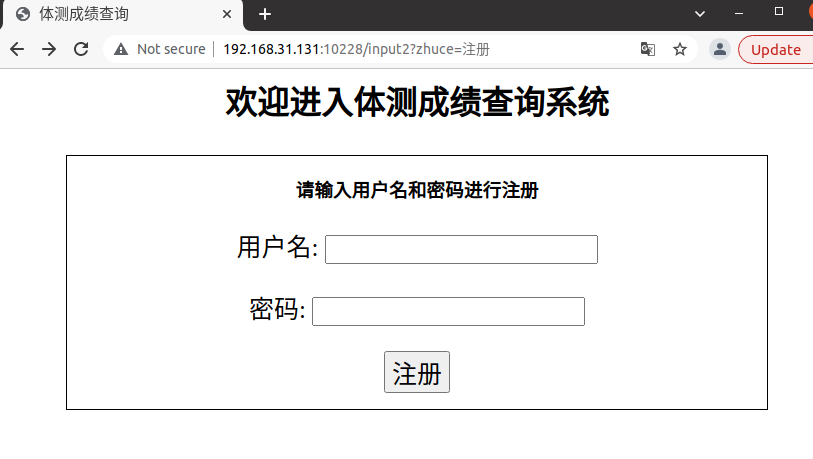 体测成绩查询
Not secure 192.168.31.131:10228/input2?zhuce=注册 Update
欢迎进入体测成绩查询系统
请输入用户名和密码进行注册
用户名:
密码:
注册